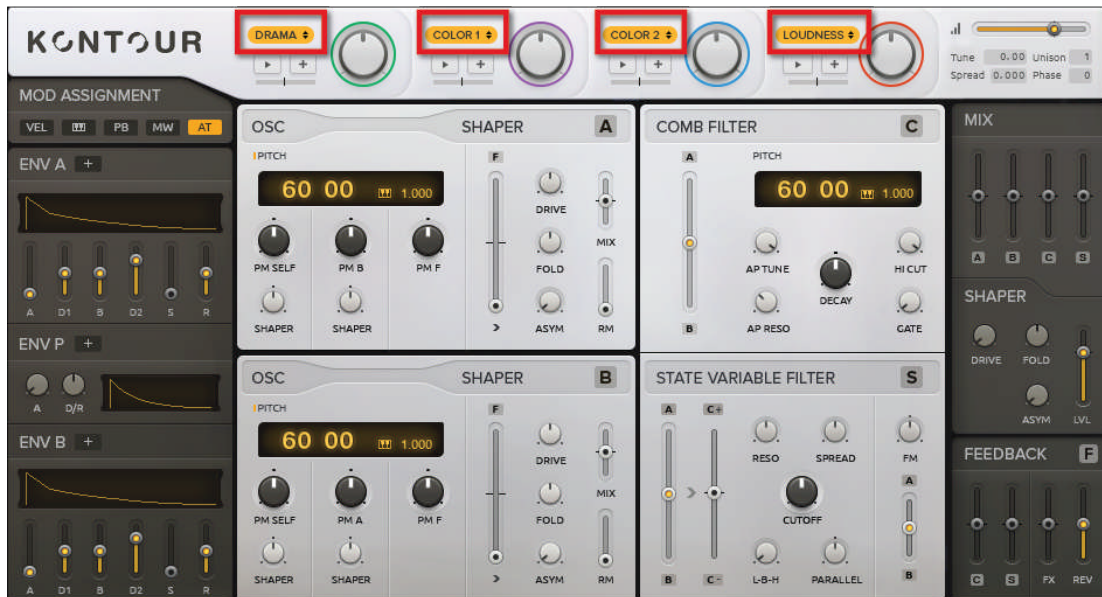 KONTOUR
DRAMA
COLOR 1
COLOR 2
LOUDNESS
Tune 0.00 Unison 1
Spread 0.000 Phase 0
MOD ASSIGNMENT
VEL PB MW AT
ENV A +
A D1 B D2 S R
ENV P +
A D/R
ENV B +
A D1 B D2 S R
OSC SHAPER A
PITCH F
60 00 1.000
DRIVE
MIX
PM SELF PM B PM F FOLD
SHAPER SHAPER > ASYM RM
OSC SHAPER B
PITCH F
60 00 1.000
DRIVE
MIX
PM SELF PM A PM F FOLD
SHAPER SHAPER > ASYM RM
COMB FILTER C
A PITCH
60 00 1.000
AP TUNE DECAY HI CUT
B AP RESO GATE
STATE VARIABLE FILTER S
A C+
RESO SPREAD FM
> CUTOFF A
B C- L-B-H PARALLEL B
MIX
A B C S
SHAPER
DRIVE FOLD
ASYM LVL
FEEDBACK F
C S FX REV